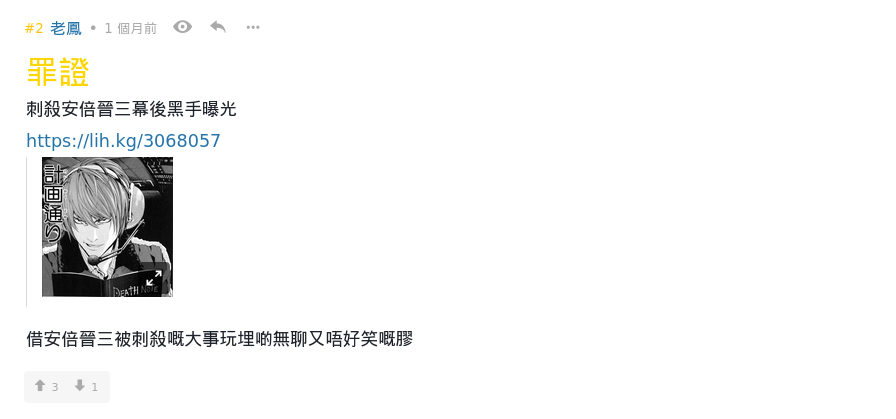 #2 老鳳 • 1 個月前
罪證
刺殺安倍晉三幕後黑手曝光
https://lih.kg/3068057
計画通り
DEATH NOTE
借安倍晉三被刺殺嘅大事玩埋啲無聊又唔好笑嘅膠
3 1